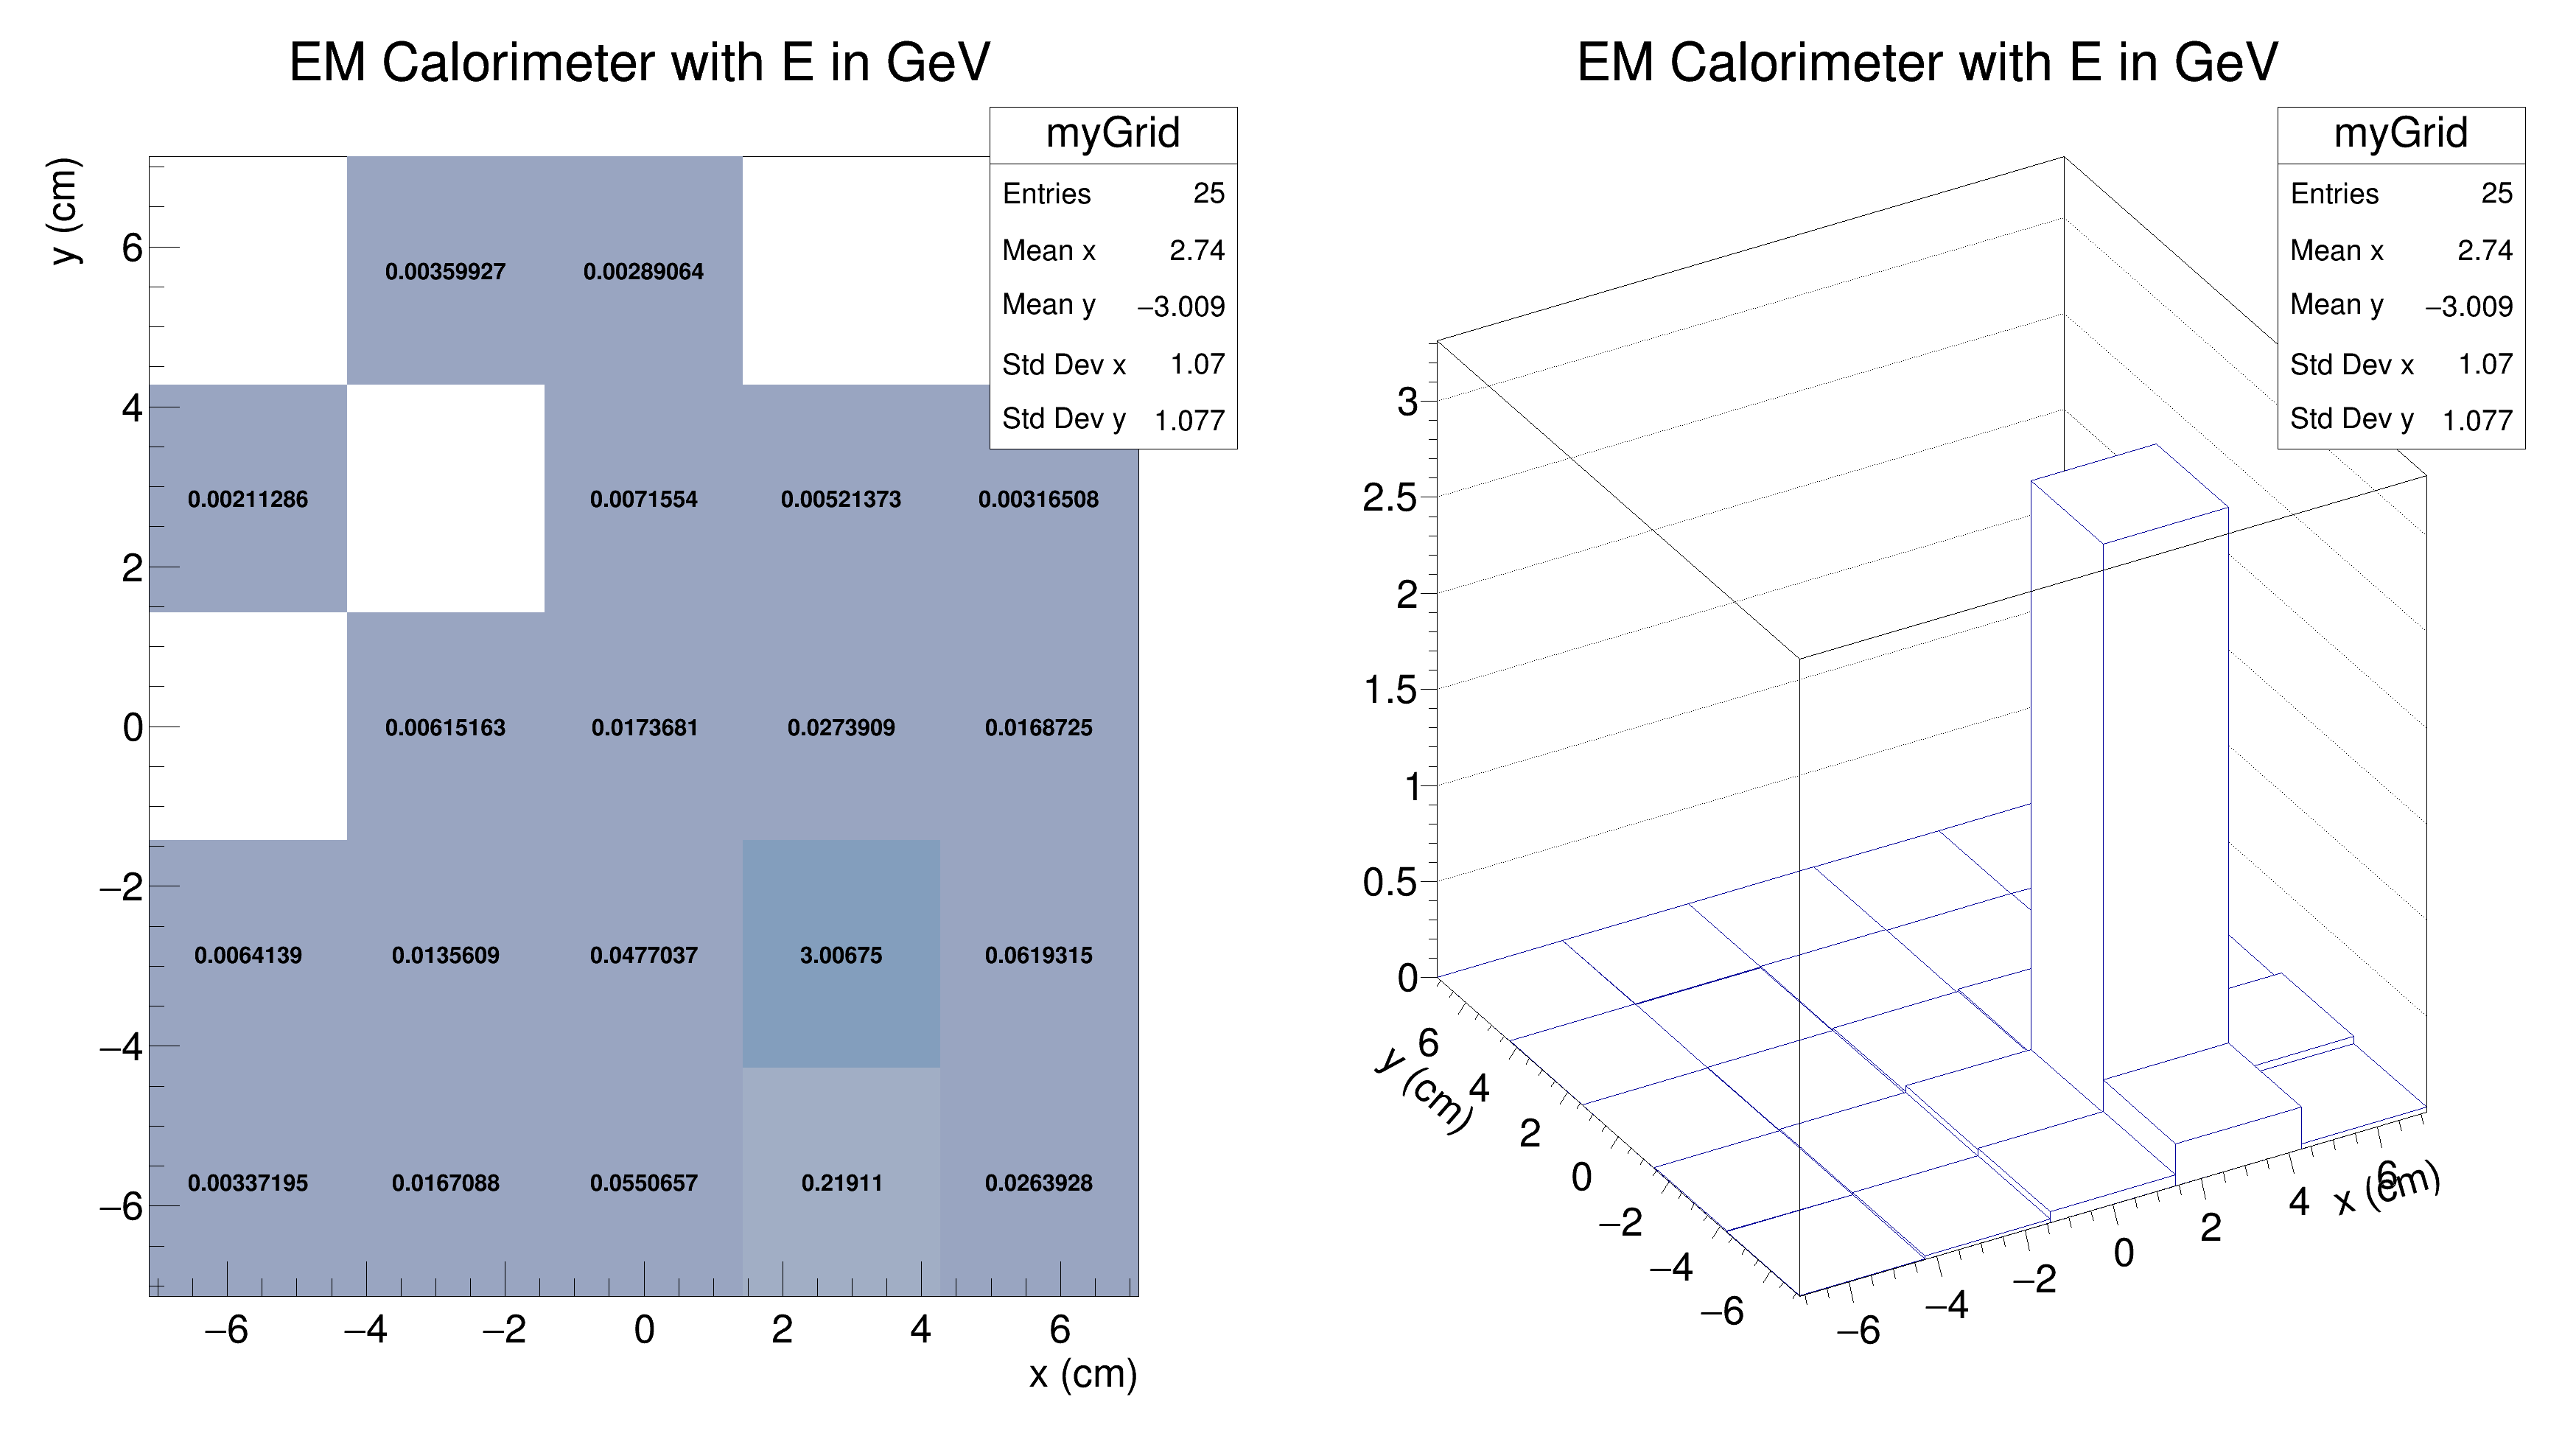 EM Calorimeter with E in GeV
myGrid
Entries 25
Mean x 2.74
Mean y −3.009
Std Dev x 1.07
Std Dev y 1.077
y (cm)
6
4
2
0
−2
−4
−6
0.00359927 0.00289064
0.00211286 0.0071554 0.00521373 0.00316508
0.00615163 0.0173681 0.0273909 0.0168725
0.0064139 0.0135609 0.0477037 3.00675 0.0619315
0.00337195 0.0167088 0.0550657 0.21911 0.0263928
−6 −4 −2 0 2 4 6
x (cm)
EM Calorimeter with E in GeV
myGrid
Entries 25
Mean x 2.74
Mean y −3.009
Std Dev x 1.07
Std Dev y 1.077
3
2.5
2
1.5
1
0.5
0
6
4
2
0
−2
−4
−6
y (cm)
−6
−4
−2
0
2
4
6
x (cm)